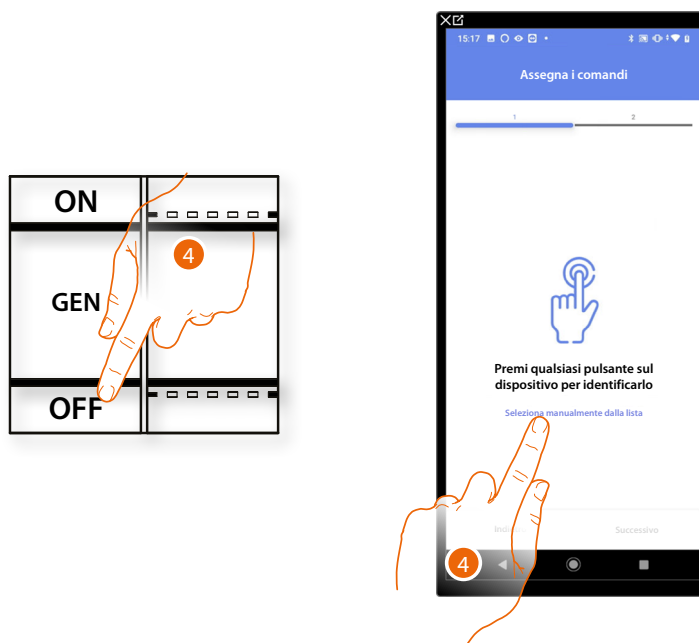 ON
GEN
OFF
4
15:17
Assegna i comandi
1
2
Premi qualsiasi pulsante sul
dispositivo per identificarlo
Seleziona manualmente dalla lista
Successivo
4